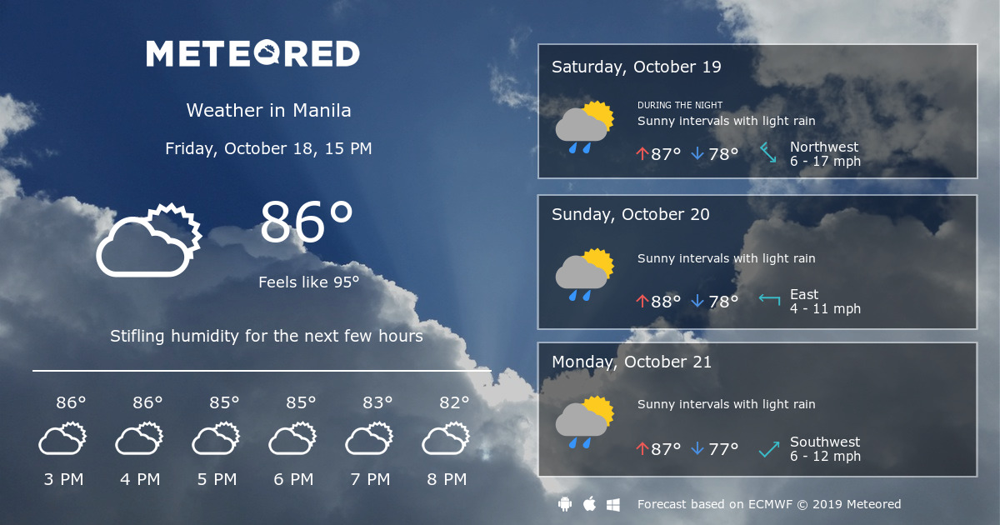 METEORED
Weather in Manila
Friday, October 18, 15 PM
86°
Feels like 95°
Stifling humidity for the next few hours
86° 86° 85° 85° 83° 82°
3 PM 4 PM 5 PM 6 PM 7 PM 8 PM
Saturday, October 19
DURING THE NIGHT
Sunny intervals with light rain
87° 78° Northwest
6 - 17 mph
Sunday, October 20
Sunny intervals with light rain
88° 78° East
4 - 11 mph
Monday, October 21
Sunny intervals with light rain
87° 77° Southwest
6 - 12 mph
Forecast based on ECMWF © 2019 Meteored